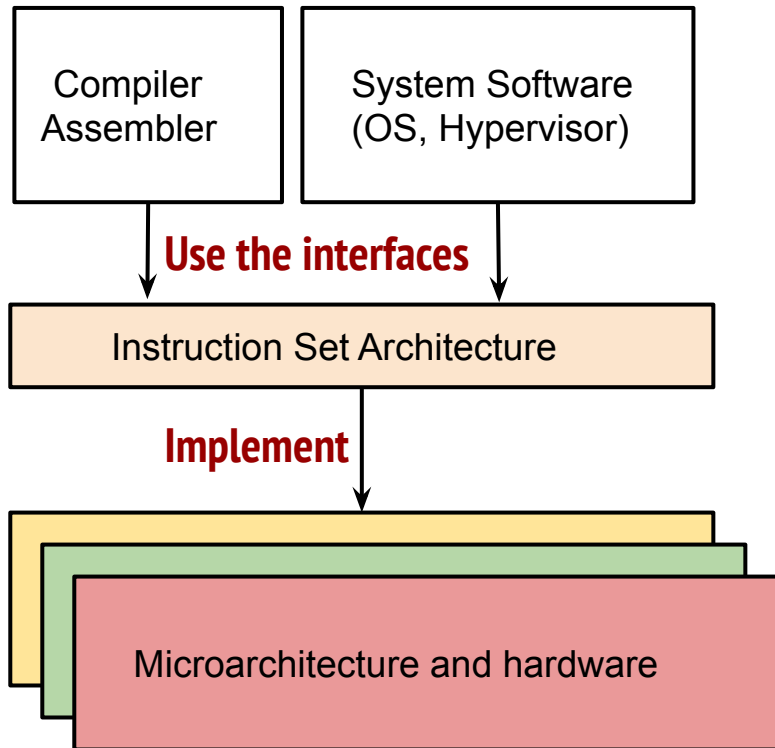 Compiler
Assembler
System Software
(OS, Hypervisor)
Use the interfaces
Instruction Set Architecture
Implement
Microarchitecture and hardware